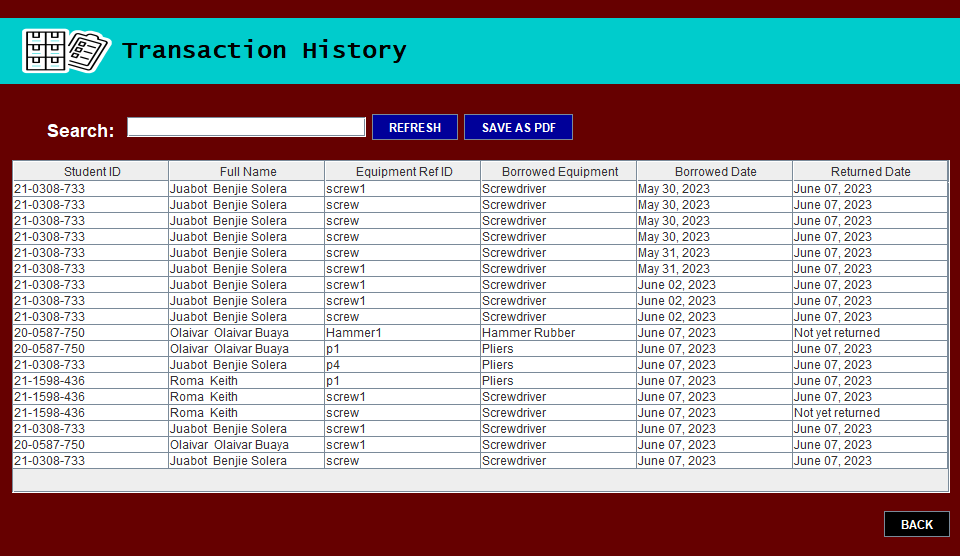 Transaction History
Search: REFRESH SAVE AS PDF
Student ID Full Name Equipment Ref ID Borrowed Equipment Borrowed Date Returned Date
21-0308-733 Juabot Benjie Solera screw1 Screwdriver May 30, 2023 June 07, 2023
21-0308-733 Juabot Benjie Solera screw Screwdriver May 30, 2023 June 07, 2023
21-0308-733 Juabot Benjie Solera screw Screwdriver May 30, 2023 June 07, 2023
21-0308-733 Juabot Benjie Solera screw Screwdriver May 30, 2023 June 07, 2023
21-0308-733 Juabot Benjie Solera screw Screwdriver May 31, 2023 June 07, 2023
21-0308-733 Juabot Benjie Solera screw1 Screwdriver May 31, 2023 June 07, 2023
21-0308-733 Juabot Benjie Solera screw1 Screwdriver June 02, 2023 June 07, 2023
21-0308-733 Juabot Benjie Solera screw1 Screwdriver June 02, 2023 June 07, 2023
21-0308-733 Juabot Benjie Solera screw Screwdriver June 02, 2023 June 07, 2023
20-0587-750 Olaivar Olaivar Buaya Hammer1 Hammer Rubber June 07, 2023 Not yet returned
20-0587-750 Olaivar Olaivar Buaya p1 Pliers June 07, 2023 June 07, 2023
21-0308-733 Juabot Benjie Solera p4 Pliers June 07, 2023 June 07, 2023
21-1598-436 Roma Keith p1 Pliers June 07, 2023 June 07, 2023
21-1598-436 Roma Keith screw1 Screwdriver June 07, 2023 June 07, 2023
21-1598-436 Roma Keith screw Screwdriver June 07, 2023 Not yet returned
21-0308-733 Juabot Benjie Solera screw1 Screwdriver June 07, 2023 June 07, 2023
20-0587-750 Olaivar Olaivar Buaya screw1 Screwdriver June 07, 2023 June 07, 2023
21-0308-733 Juabot Benjie Solera screw Screwdriver June 07, 2023 June 07, 2023
BACK